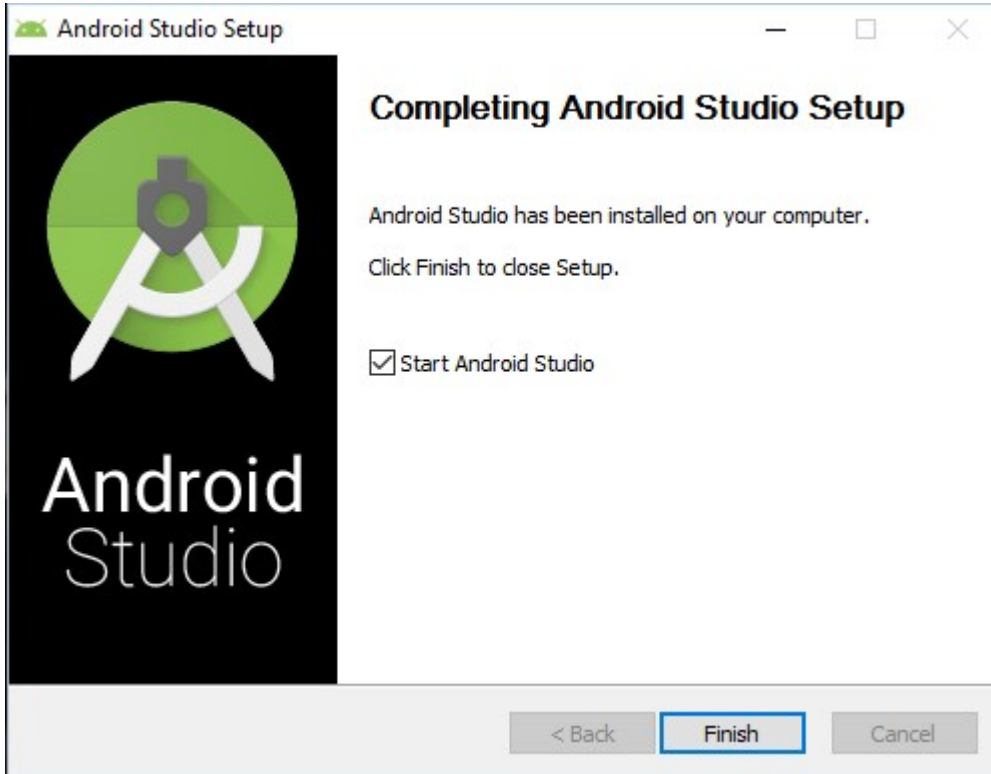 Android Studio Setup
Completing Android Studio Setup
Android Studio has been installed on your computer.
Click Finish to close Setup.
Start Android Studio
Android
Studio
< Back
Finish
Cancel